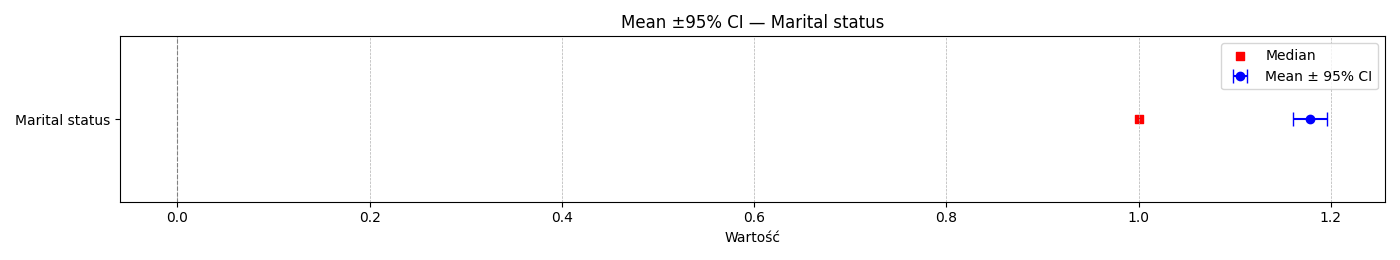 Mean ±95% CI — Marital status
Median
Mean ± 95% CI
Marital status
0.0 0.2 0.4 0.6 0.8 1.0 1.2
Wartość